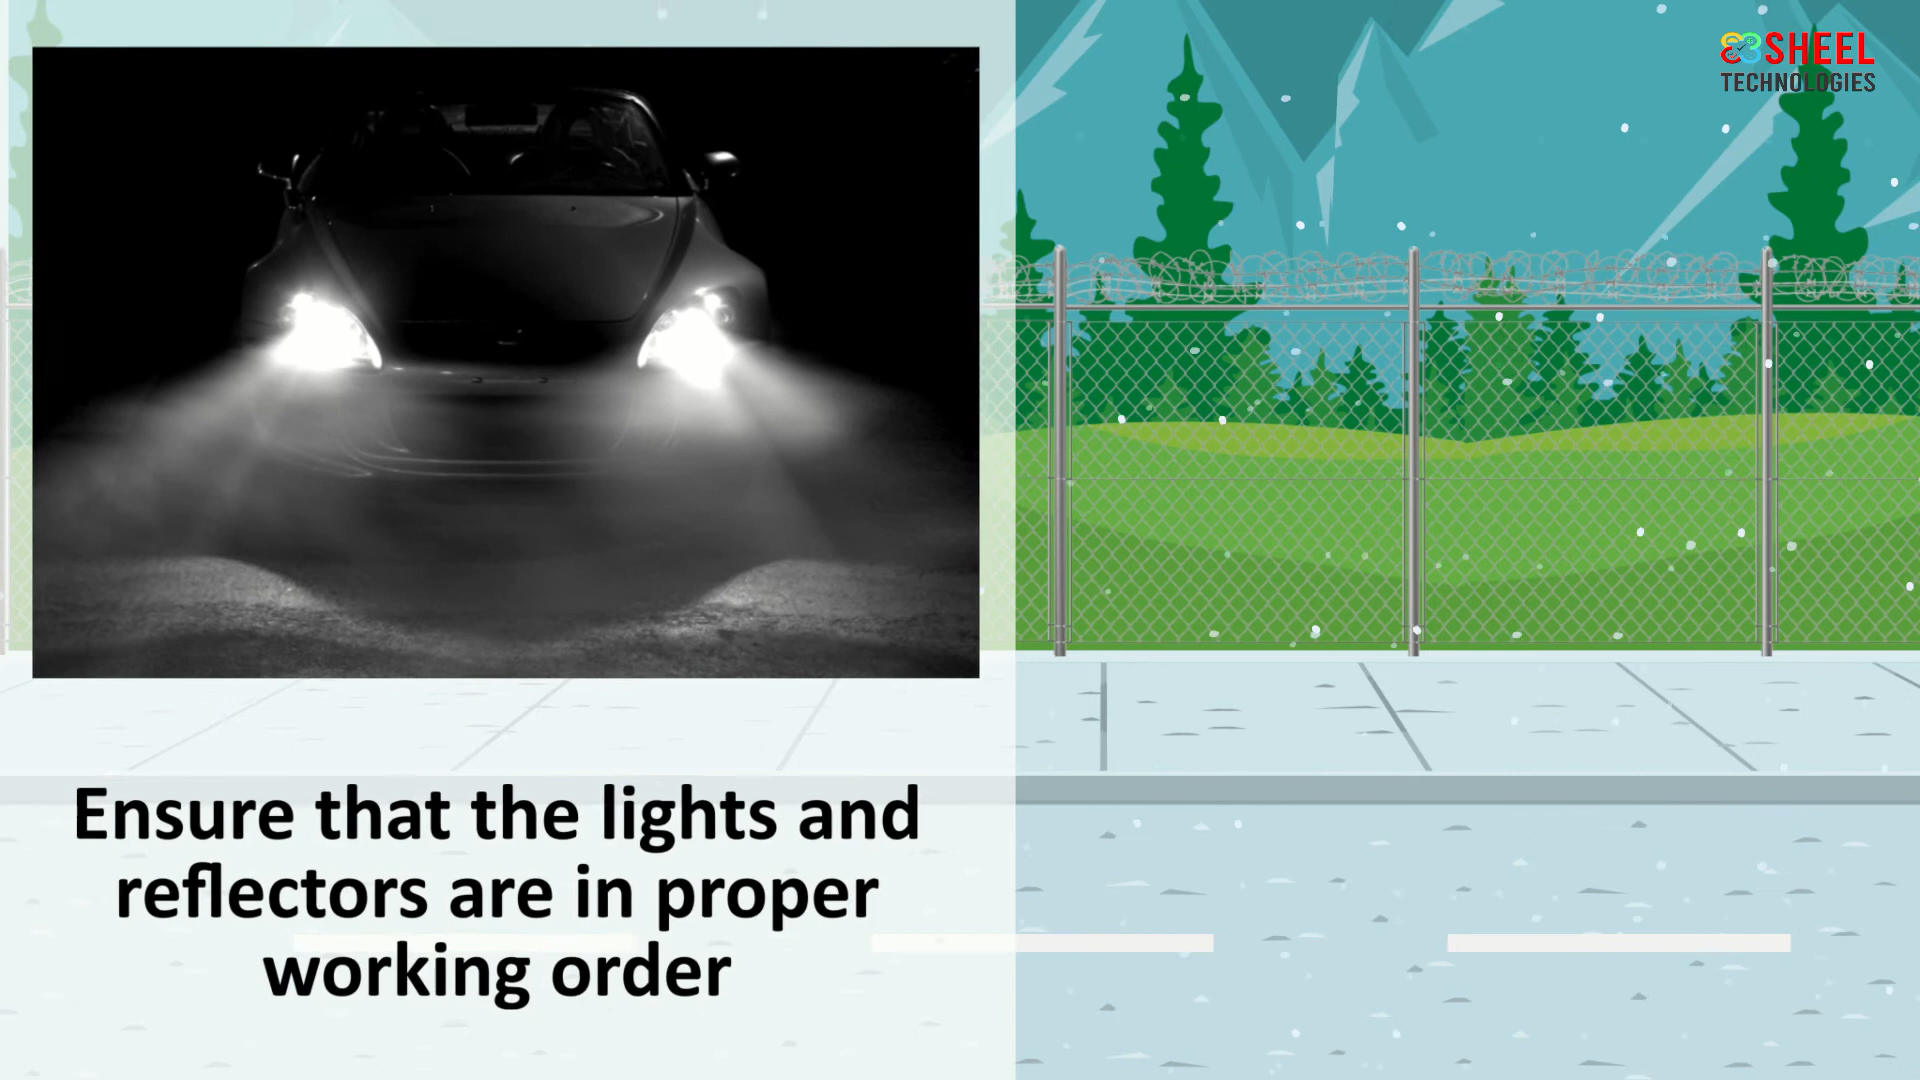 SHEEL
TECHNOLOGIES
Ensure that the lights and
reflectors are in proper
working order